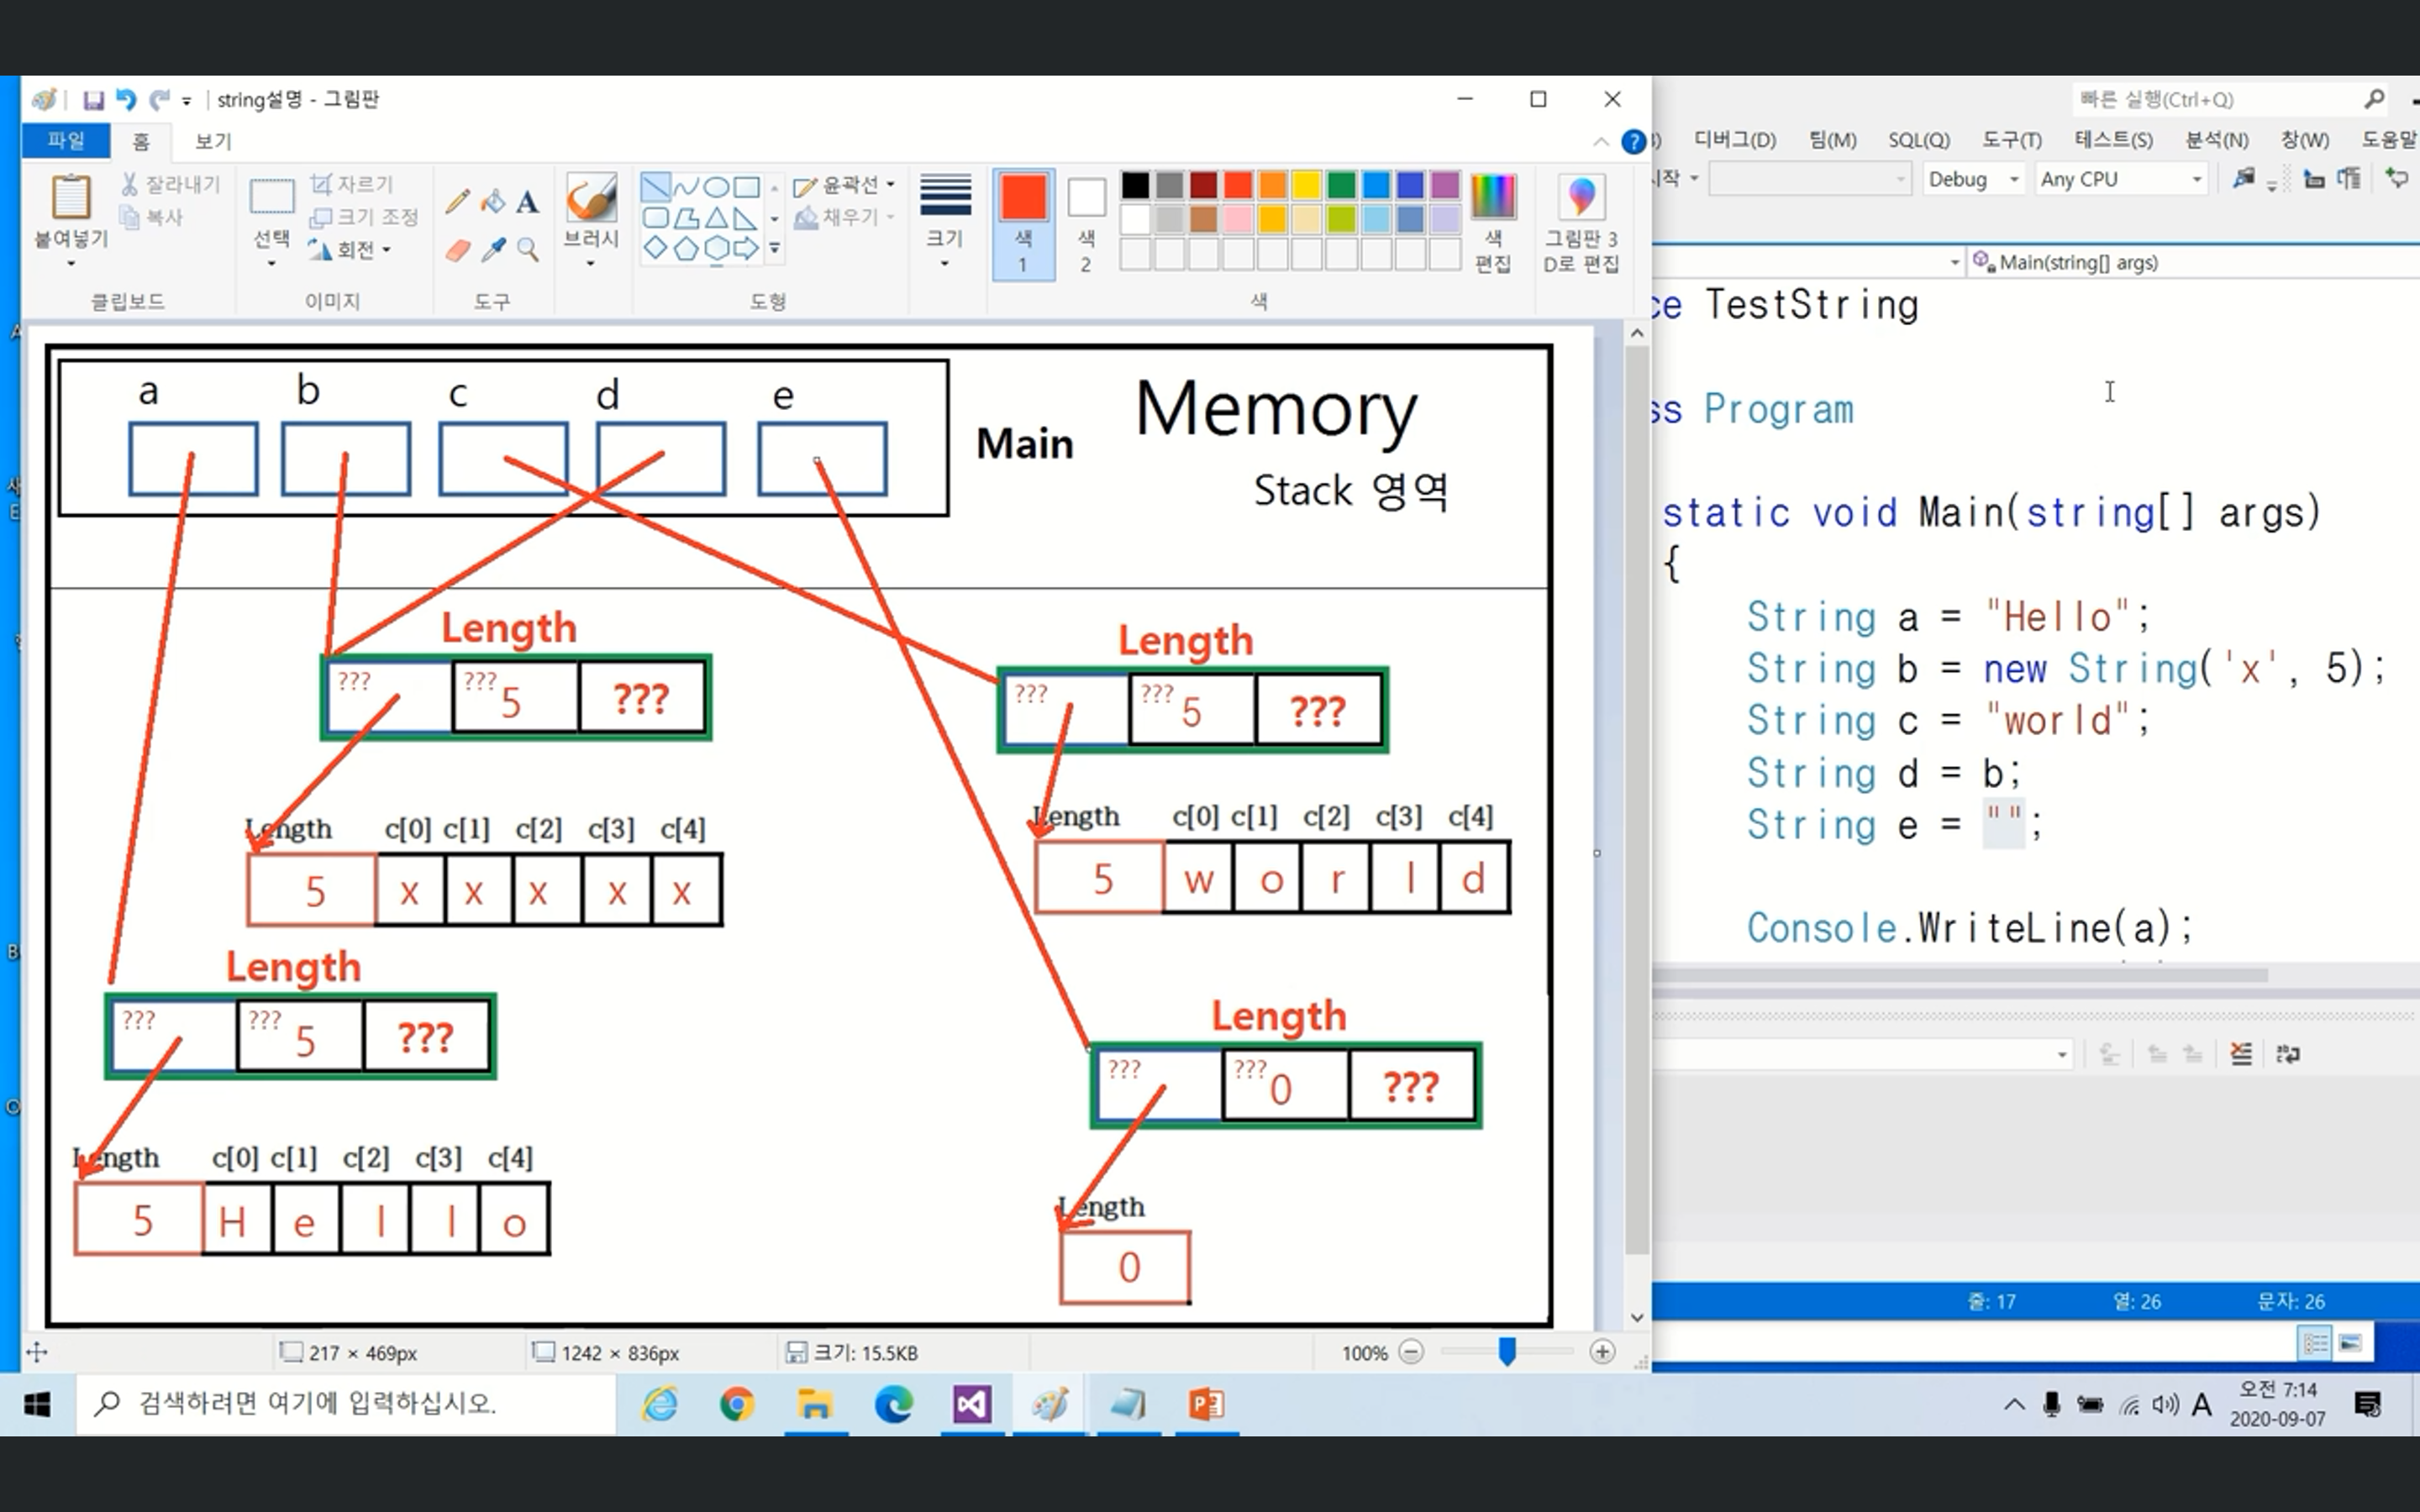 string설명 - 그림판
파일 홈 보기
붙여넣기
잘라내기
복사
클립보드
선택
자르기
크기 조정
회전
이미지
A
도구
브러시
윤곽선
채우기
도형
크기
색
1
색
2
색
편집
그림판 3
D로 편집
색
a b c d e
Main
Memory
Stack 영역
Length
??? ??? 5 ???
Length c[0] c[1] c[2] c[3] c[4]
5 x x x x x
Length
??? ??? 5 ???
Length c[0] c[1] c[2] c[3] c[4]
5 w o r l d
Length
??? ??? 5 ???
Length c[0] c[1] c[2] c[3] c[4]
5 H e l l o
Length
??? ??? 0 ???
Length
0
217 × 469px 1242 × 836px 크기: 15.5KB 100%
빠른 실행(Ctrl+Q)
디버그(D) 팀(M) SQL(Q) 도구(T) 테스트(S) 분석(N) 창(W) 도움말
Debug Any CPU
Main(string[] args)
ce TestString
ss Program
static void Main(string[] args)
{
String a = "Hello";
String b = new String('x', 5);
String c = "world";
String d = b;
String e = "";
Console.WriteLine(a);
줄: 17 열: 26 문자: 26
검색하려면 여기에 입력하십시오.
A
오전 7:14
2020-09-07